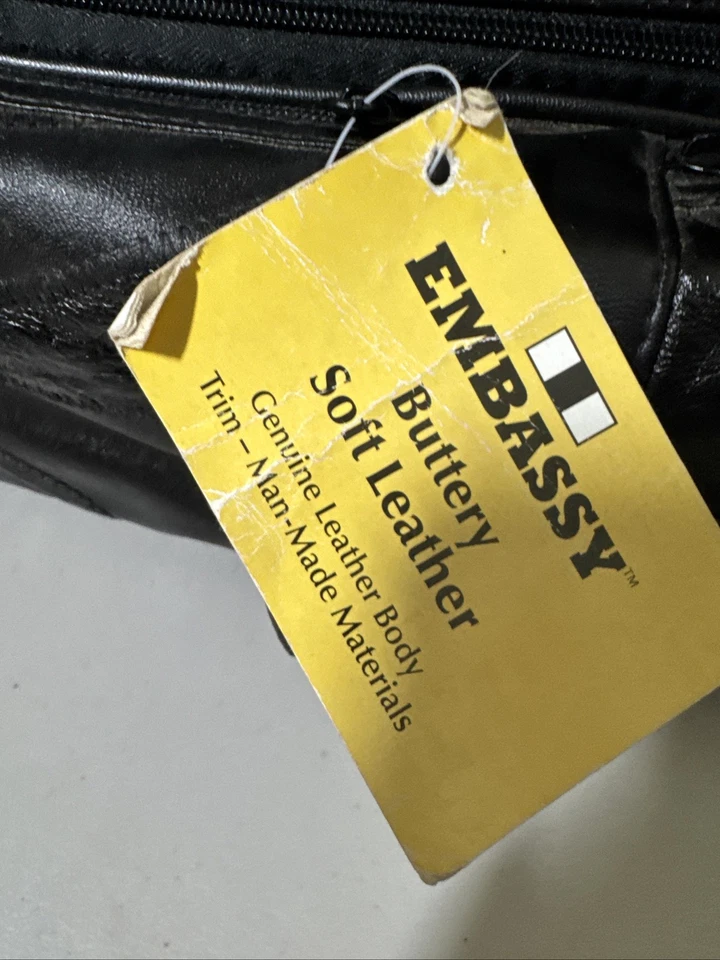 EMBASSY™
Buttery
Soft Leather
Genuine Leather Body
Trim – Man-Made Materials